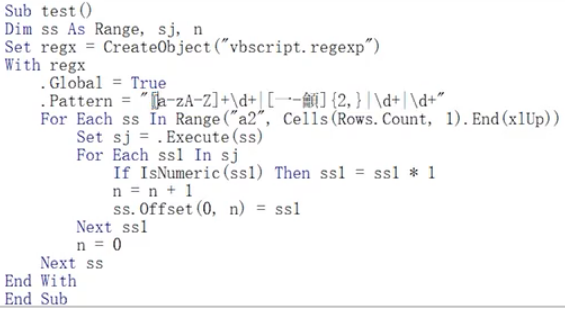 Sub test()
Dim ss As Range, sj, n
Set regx = CreateObject("vbscript.regexp")
With regx
.Global = True
.Pattern = "[a-zA-Z]+\d+|[一-龥]{2,}|\d+|\d+"
For Each ss In Range("a2", Cells(Rows.Count, 1).End(xlUp))
Set sj = .Execute(ss)
For Each ss1 In sj
If IsNumeric(ss1) Then ss1 = ss1 * 1
n = n + 1
ss.Offset(0, n) = ss1
Next ss1
n = 0
Next ss
End With
End Sub